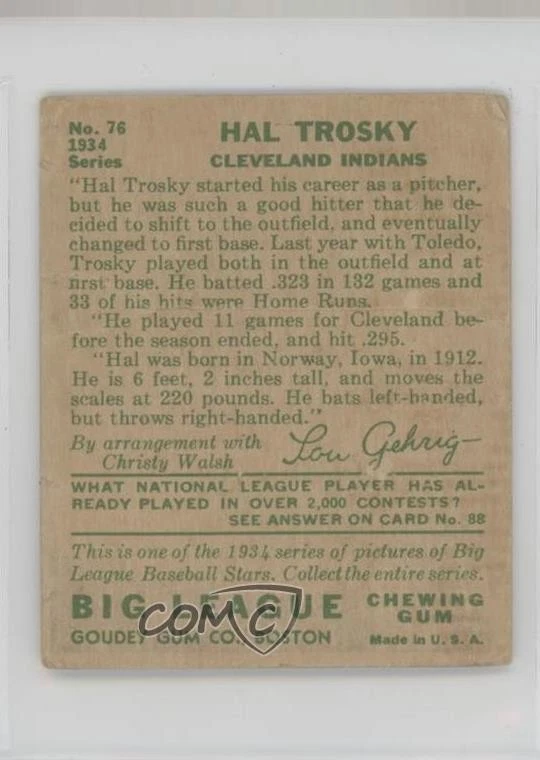 No. 76
1934
Series
HAL TROSKY
CLEVELAND INDIANS
"Hal Trosky started his career as a pitcher,
but he was such a good hitter that he de-
cided to shift to the outfield, and eventually
changed to first base. Last year with Toledo,
Trosky played both in the outfield and at
first base. He batted .323 in 132 games and
33 of his hits were Home Runs.
"He played 11 games for Cleveland be-
fore the season ended, and hit .295.
"Hal was born in Norway, Iowa, in 1912.
He is 6 feet, 2 inches tall, and moves the
scales at 220 pounds. He bats left-handed,
but throws right-handed."
By arrangement with
Christy Walsh
Lou Gehrig
WHAT NATIONAL LEAGUE PLAYER HAS AL-
READY PLAYED IN OVER 2,000 CONTESTS?
SEE ANSWER ON CARD No. 88
This is one of the 1934 series of pictures of Big
League Baseball Stars. Collect the entire series.
BIG LEAGUE CHEWING GUM
GOUDEY GUM CO. BOSTON Made in U. S. A.
COMC